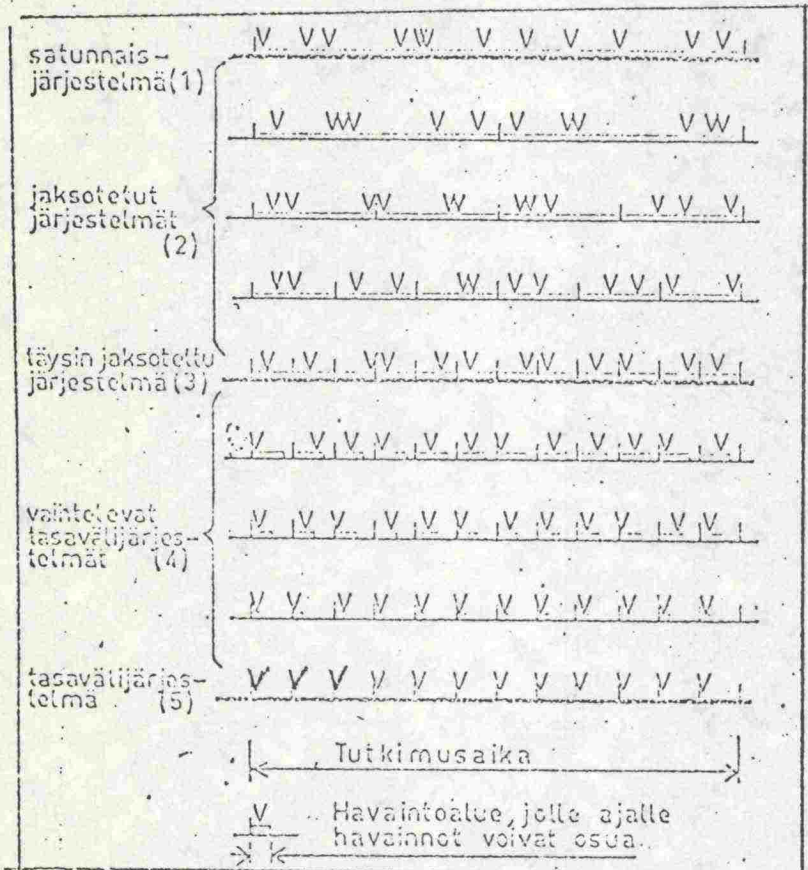 V V V V W V V V V V V
satunnais-
järjestelmä (1)
V W V V V V W V W
jaksotetut
järjestelmät
(2)
V V V V W W V V V V
V V V V W V V V V V V
täysin jaksotettu
järjestelmä (3)
V V V V V V V V V V V V
V V V V V V V V V V V V
vaihtelevat
tasavälijärjes-
telmät (4)
V V V V V V V V V V V V
V V V V V V V V V V V V
tasavälijärjes-
telmä (5)
V V V V V V V V V V V V
Tutkimusaika
V
Havaintoalue, jolle ajalle
havainnot voivat osua